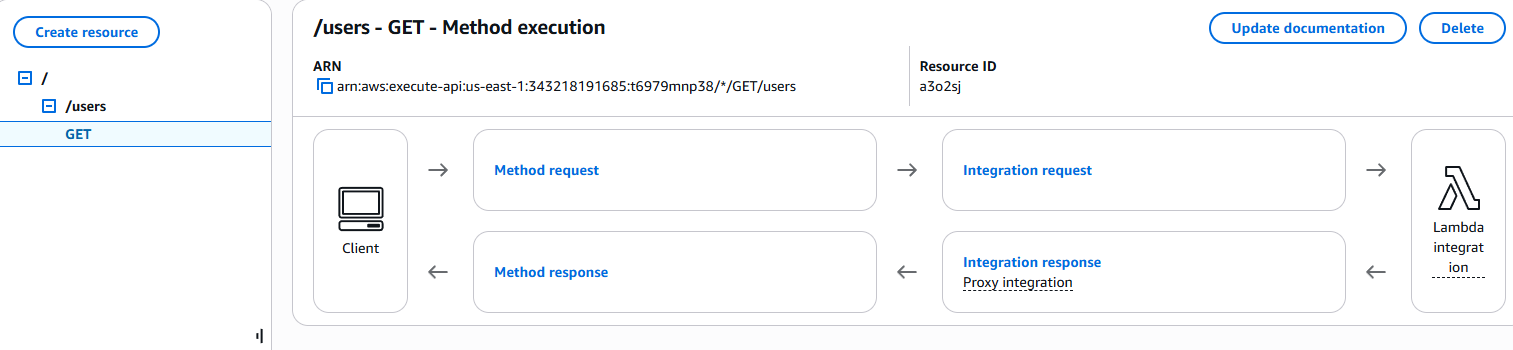 Create resource
/
/users
GET
/users - GET - Method execution
Update documentation
Delete
ARN
arn:aws:execute-api:us-east-1:343218191685:t6979mnp38/*/GET/users
Resource ID
a3o2sj
Client
Method request
Integration request
Method response
Integration response
Proxy integration
Lambda
integrat
ion